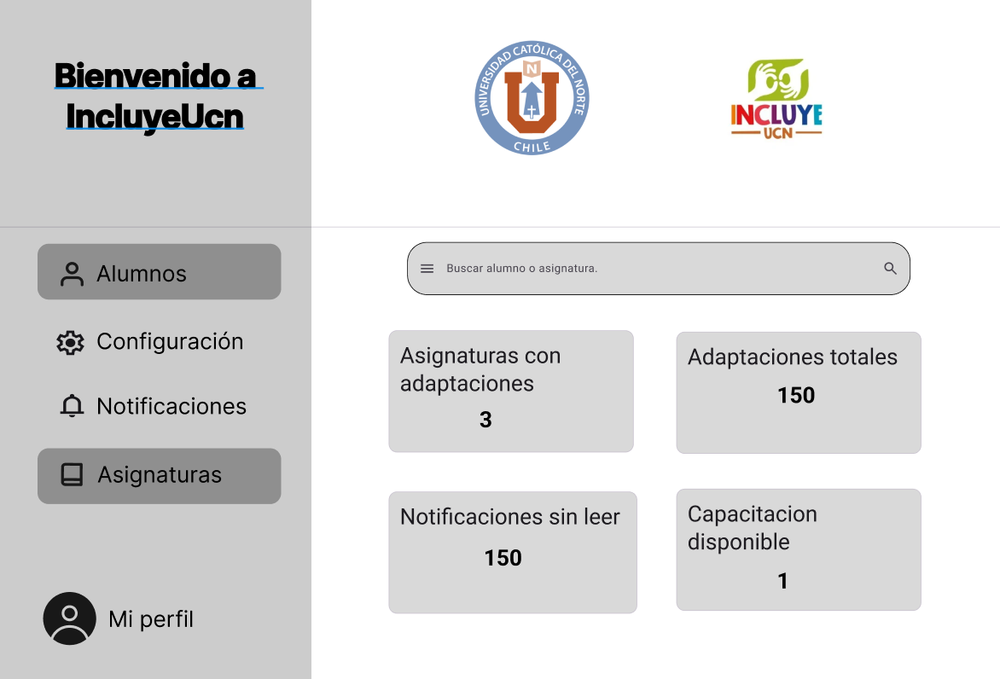 Bienvenido a
IncluyeUcn
UNIVERSIDAD CATÓLICA DEL NORTE
N
U
CHILE
INCLUYE
UCN
Alumnos
Configuración
Notificaciones
Asignaturas
Mi perfil
Buscar alumno o asignatura.
Asignaturas con
adaptaciones
3
Adaptaciones totales
150
Notificaciones sin leer
150
Capacitacion
disponible
1